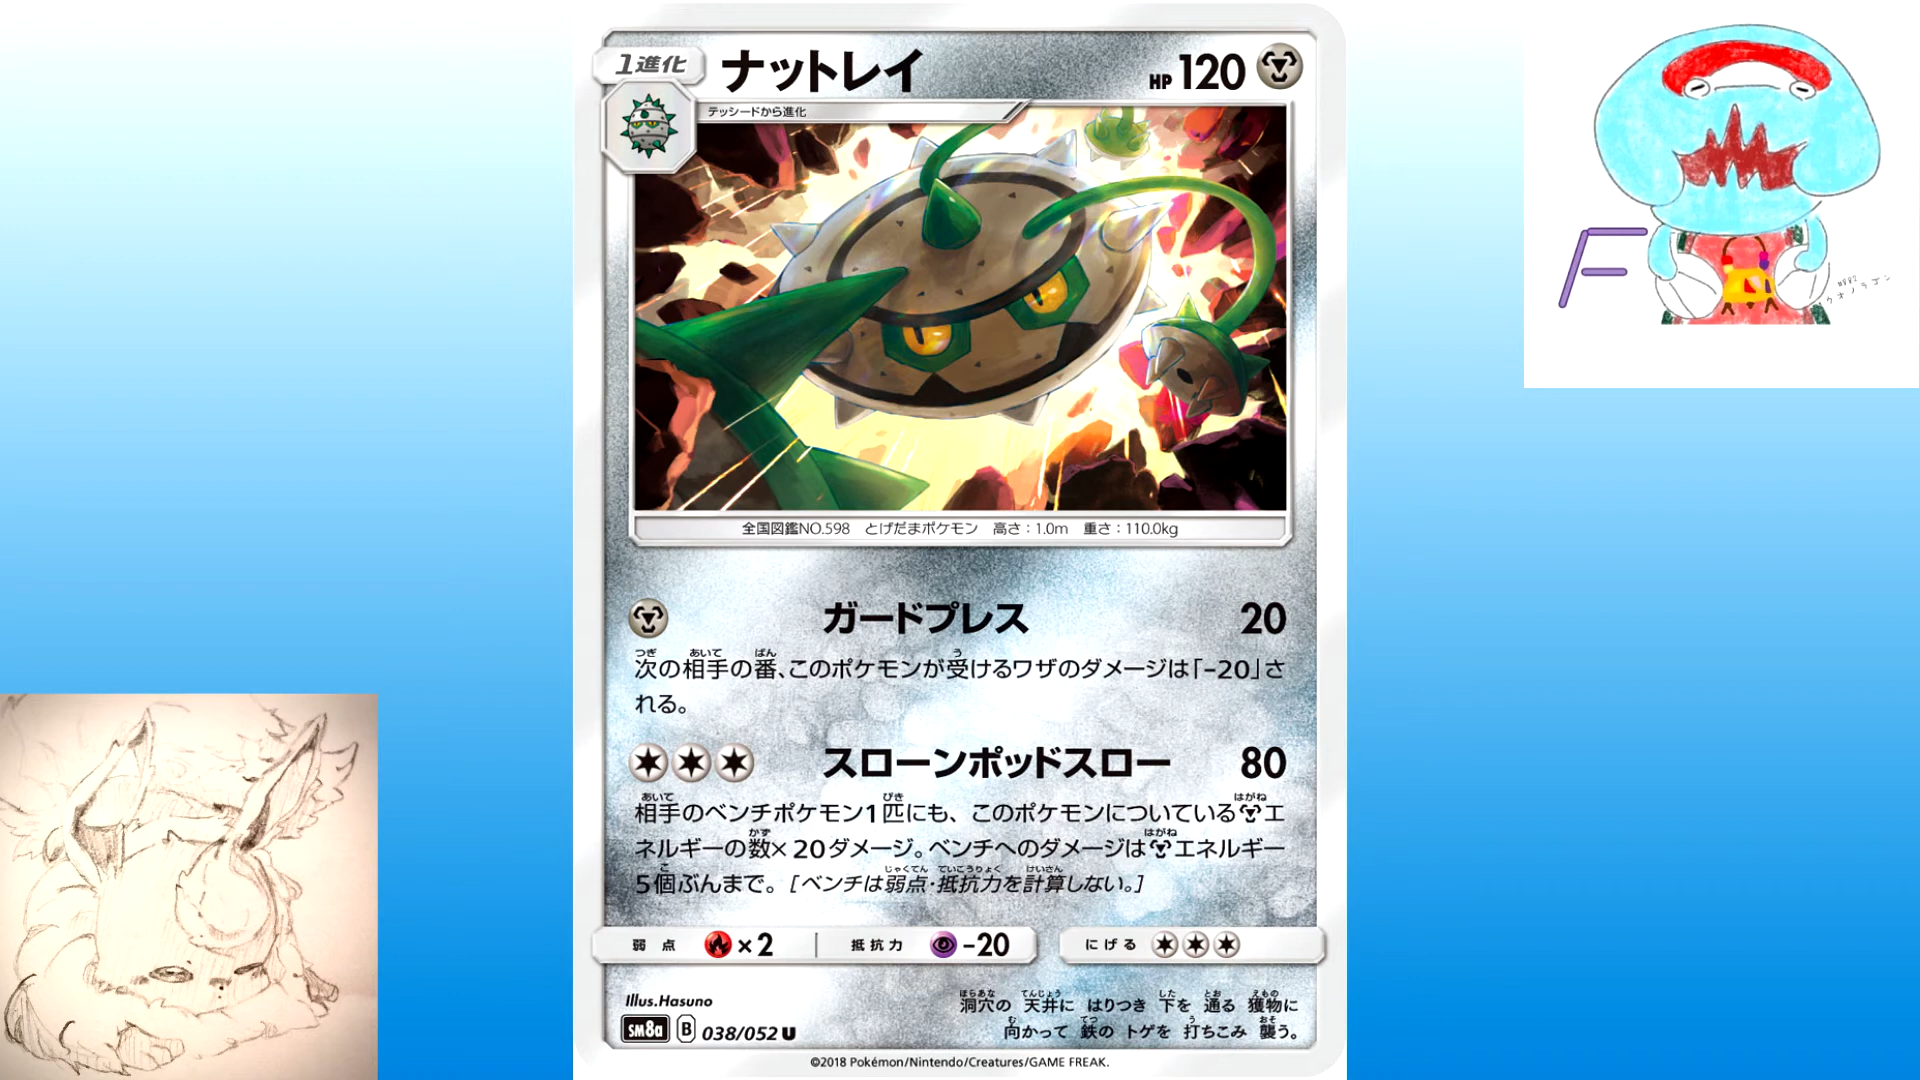 1進化
ナットレイ
HP 120
テッシードから進化
全国図鑑NO.598 とげだまポケモン 高さ：1.0m 重さ：110.0kg
ガードプレス 20
次の相手の番、このポケモンが受けるワザのダメージは「−20」さ
れる。
スローンポッドスロー 80
相手のベンチポケモン1匹にも、このポケモンについているエ
ネルギーの数×20ダメージ。ベンチへのダメージはエネルギー
5個ぶんまで。［ベンチは弱点・抵抗力を計算しない。］
弱点 ×2 抵抗力 −20 にげる
Illus.Hasuno
SM8a B 038/052 U
洞穴の 天井に はりつき 下を 通る 獲物に
向かって 鉄の トゲを 打ちこみ 襲う。
©2018 Pokémon/Nintendo/Creatures/GAME FREAK.
F
#882
ウオノラゴン